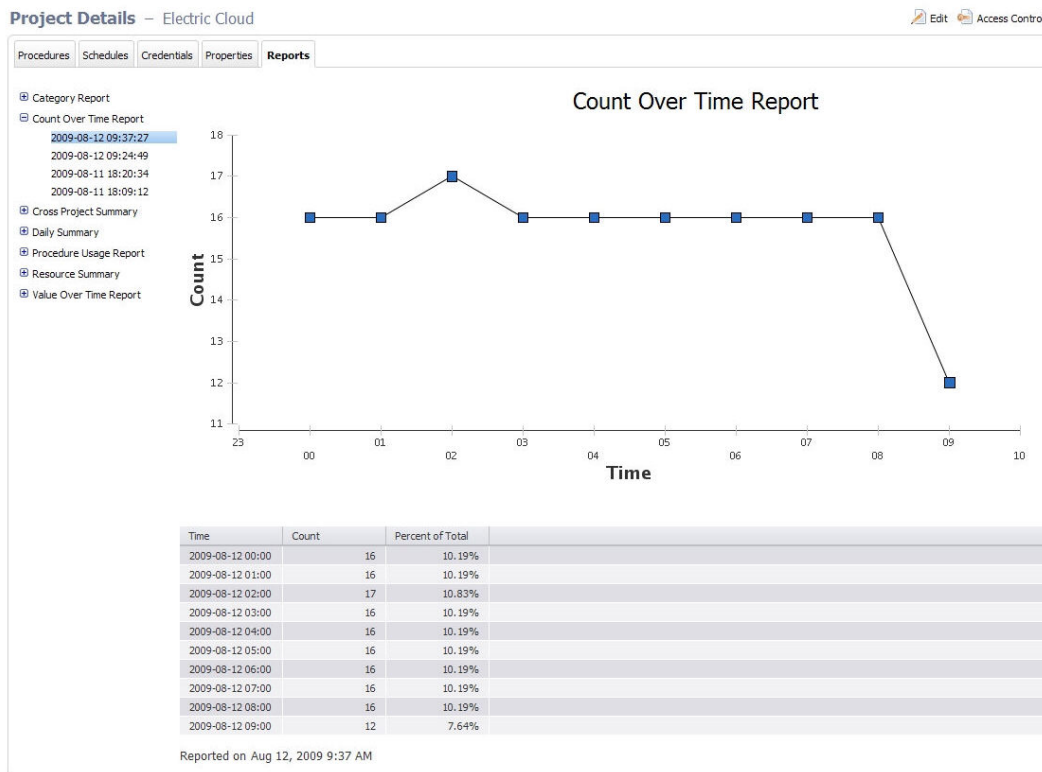 Project Details – Electric Cloud
Edit Access Contro
Procedures Schedules Credentials Properties Reports
Category Report
Count Over Time Report
2009-08-12 09:37:27
2009-08-12 09:24:49
2009-08-11 18:20:34
2009-08-11 18:09:12
Cross Project Summary
Daily Summary
Procedure Usage Report
Resource Summary
Value Over Time Report
Count Over Time Report
18
17
16
15
14
13
12
11
Count
23 01 03 05 07 09
00 02 04 06 08 10
Time
Time Count Percent of Total
2009-08-12 00:00 16 10.19%
2009-08-12 01:00 16 10.19%
2009-08-12 02:00 17 10.83%
2009-08-12 03:00 16 10.19%
2009-08-12 04:00 16 10.19%
2009-08-12 05:00 16 10.19%
2009-08-12 06:00 16 10.19%
2009-08-12 07:00 16 10.19%
2009-08-12 08:00 16 10.19%
2009-08-12 09:00 12 7.64%
Reported on Aug 12, 2009 9:37 AM